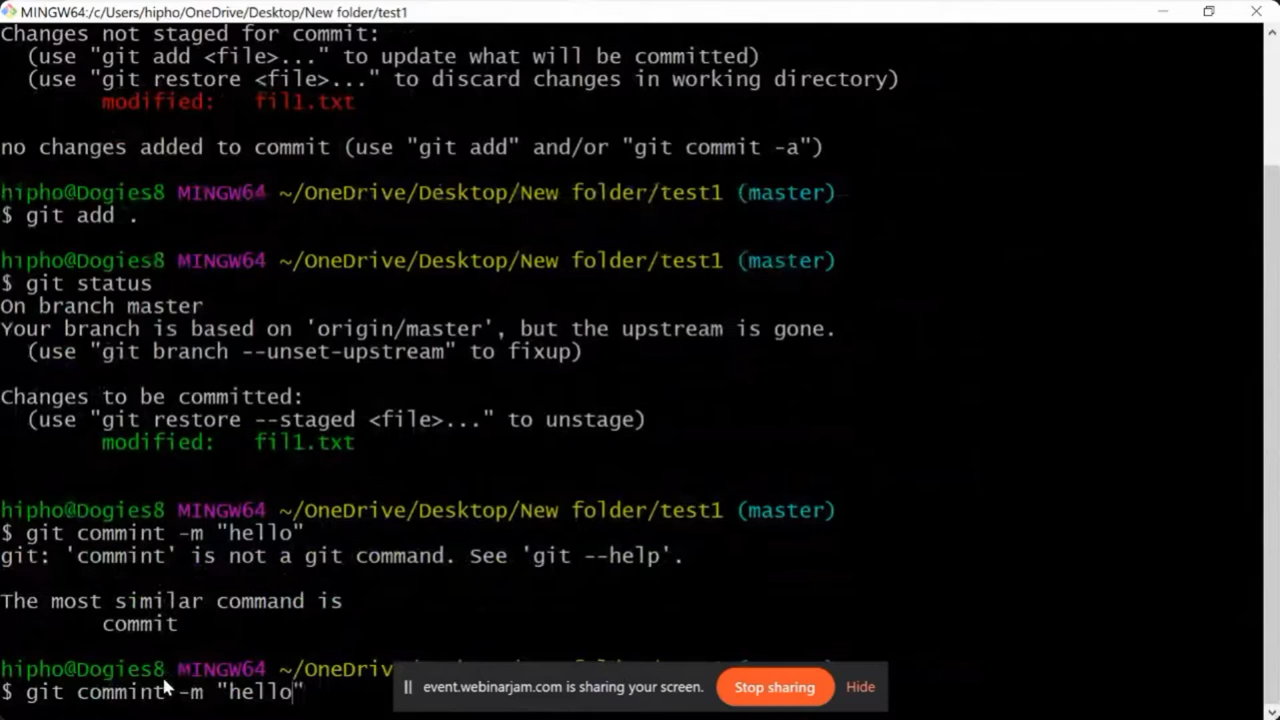 MINGW64:/c/Users/hipho/OneDrive/Desktop/New folder/test1
Changes not staged for commit:
(use "git add <file>..." to update what will be committed)
(use "git restore <file>..." to discard changes in working directory)
modified: fil1.txt
no changes added to commit (use "git add" and/or "git commit -a")
hipho@Dogies8 MINGW64 ~/OneDrive/Desktop/New folder/test1 (master)
$ git add .
hipho@Dogies8 MINGW64 ~/OneDrive/Desktop/New folder/test1 (master)
$ git status
On branch master
Your branch is based on 'origin/master', but the upstream is gone.
(use "git branch --unset-upstream" to fixup)
Changes to be committed:
(use "git restore --staged <file>..." to unstage)
modified: fil1.txt
hipho@Dogies8 MINGW64 ~/OneDrive/Desktop/New folder/test1 (master)
$ git commint -m "hello"
git: 'commint' is not a git command. See 'git --help'.
The most similar command is
commit
hipho@Dogies8 MINGW64 ~/OneDriv
$ git commint -m "hello"
event.webinarjam.com is sharing your screen. Stop sharing Hide